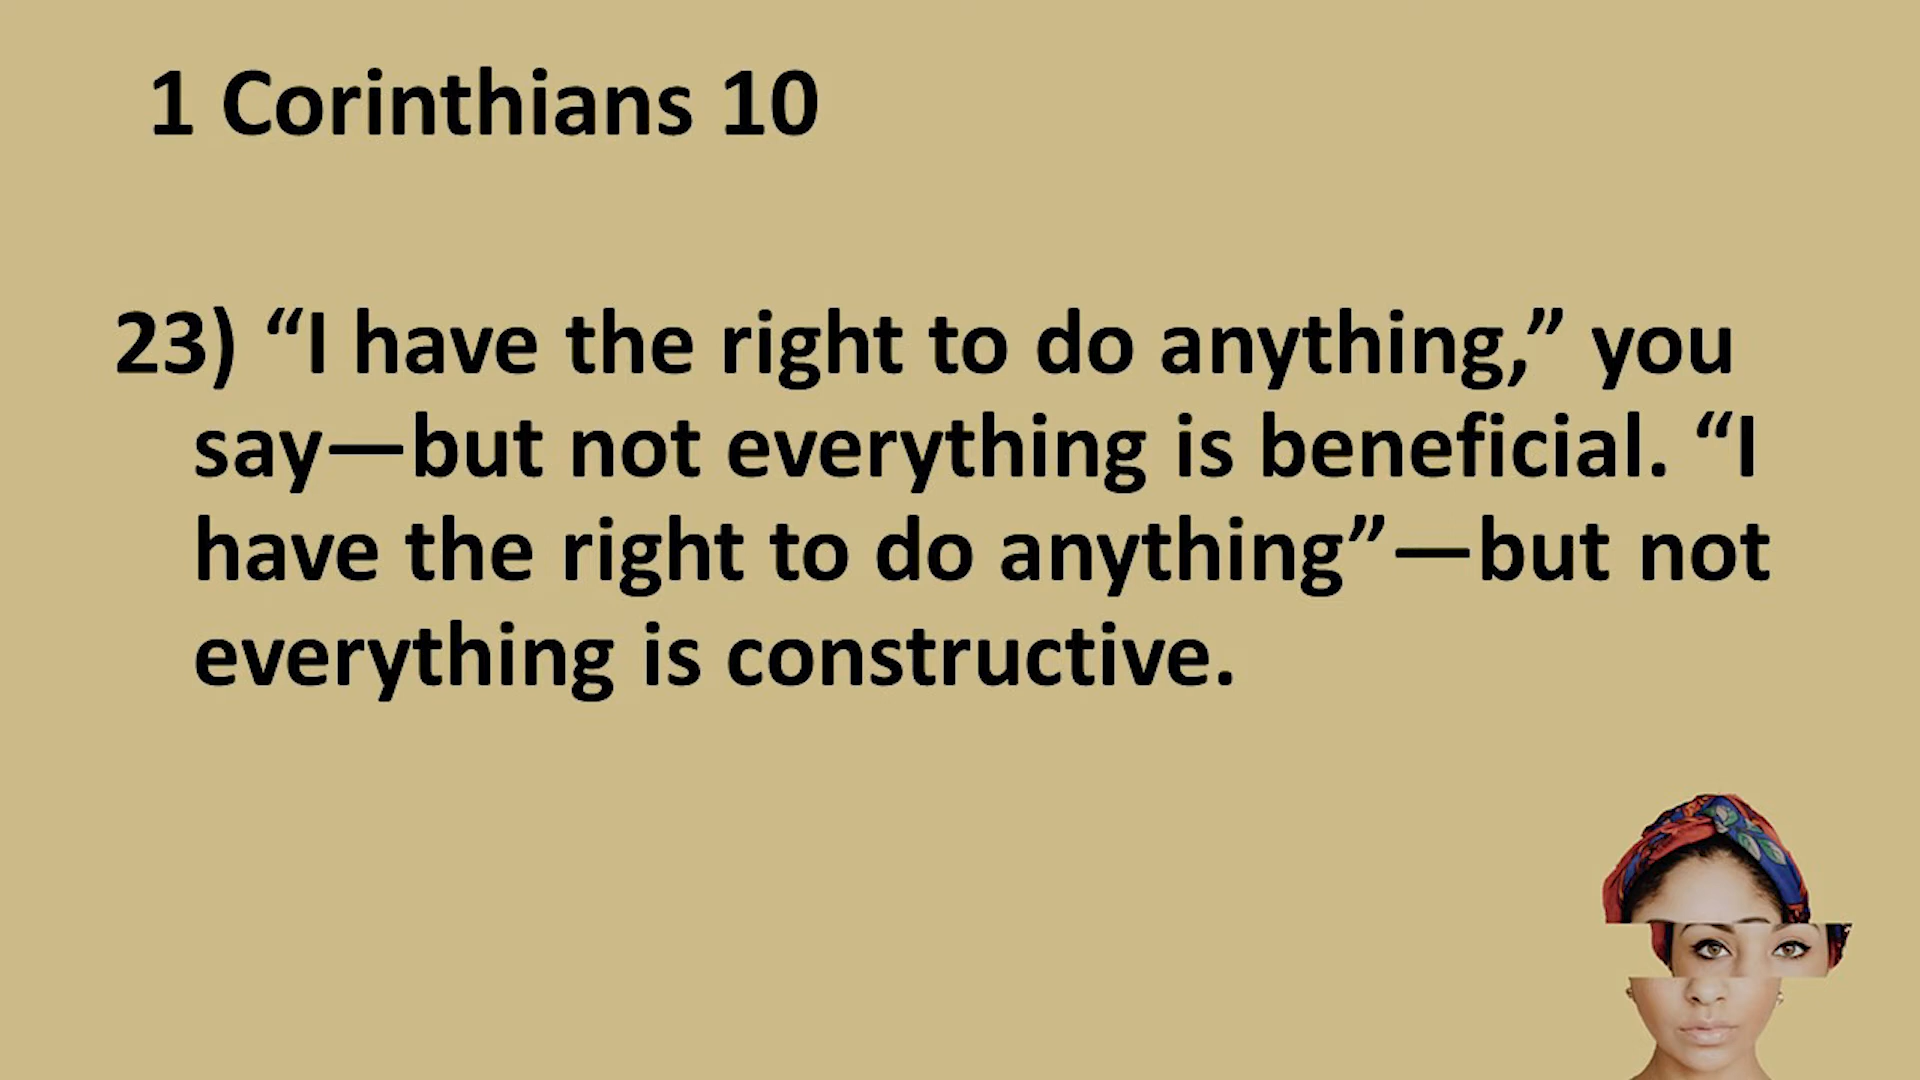 1 Corinthians 10
23) “I have the right to do anything,” you
say—but not everything is beneficial. “I
have the right to do anything”—but not
everything is constructive.